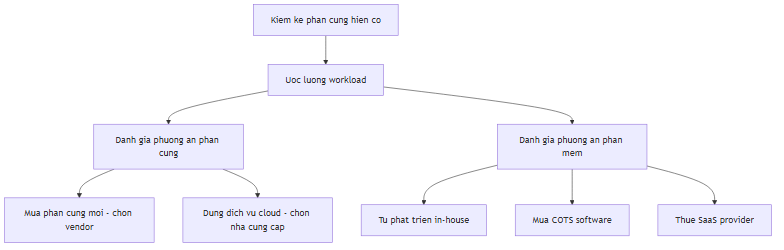 Kiem ke phan cung hien co
Uoc luong workload
Danh gia phuong an phan
cung
Danh gia phuong an phan
mem
Mua phan cung moi - chon
vendor
Dung dich vu cloud - chon
nha cung cap
Tu phat trien in-house
Mua COTS software
Thue SaaS provider